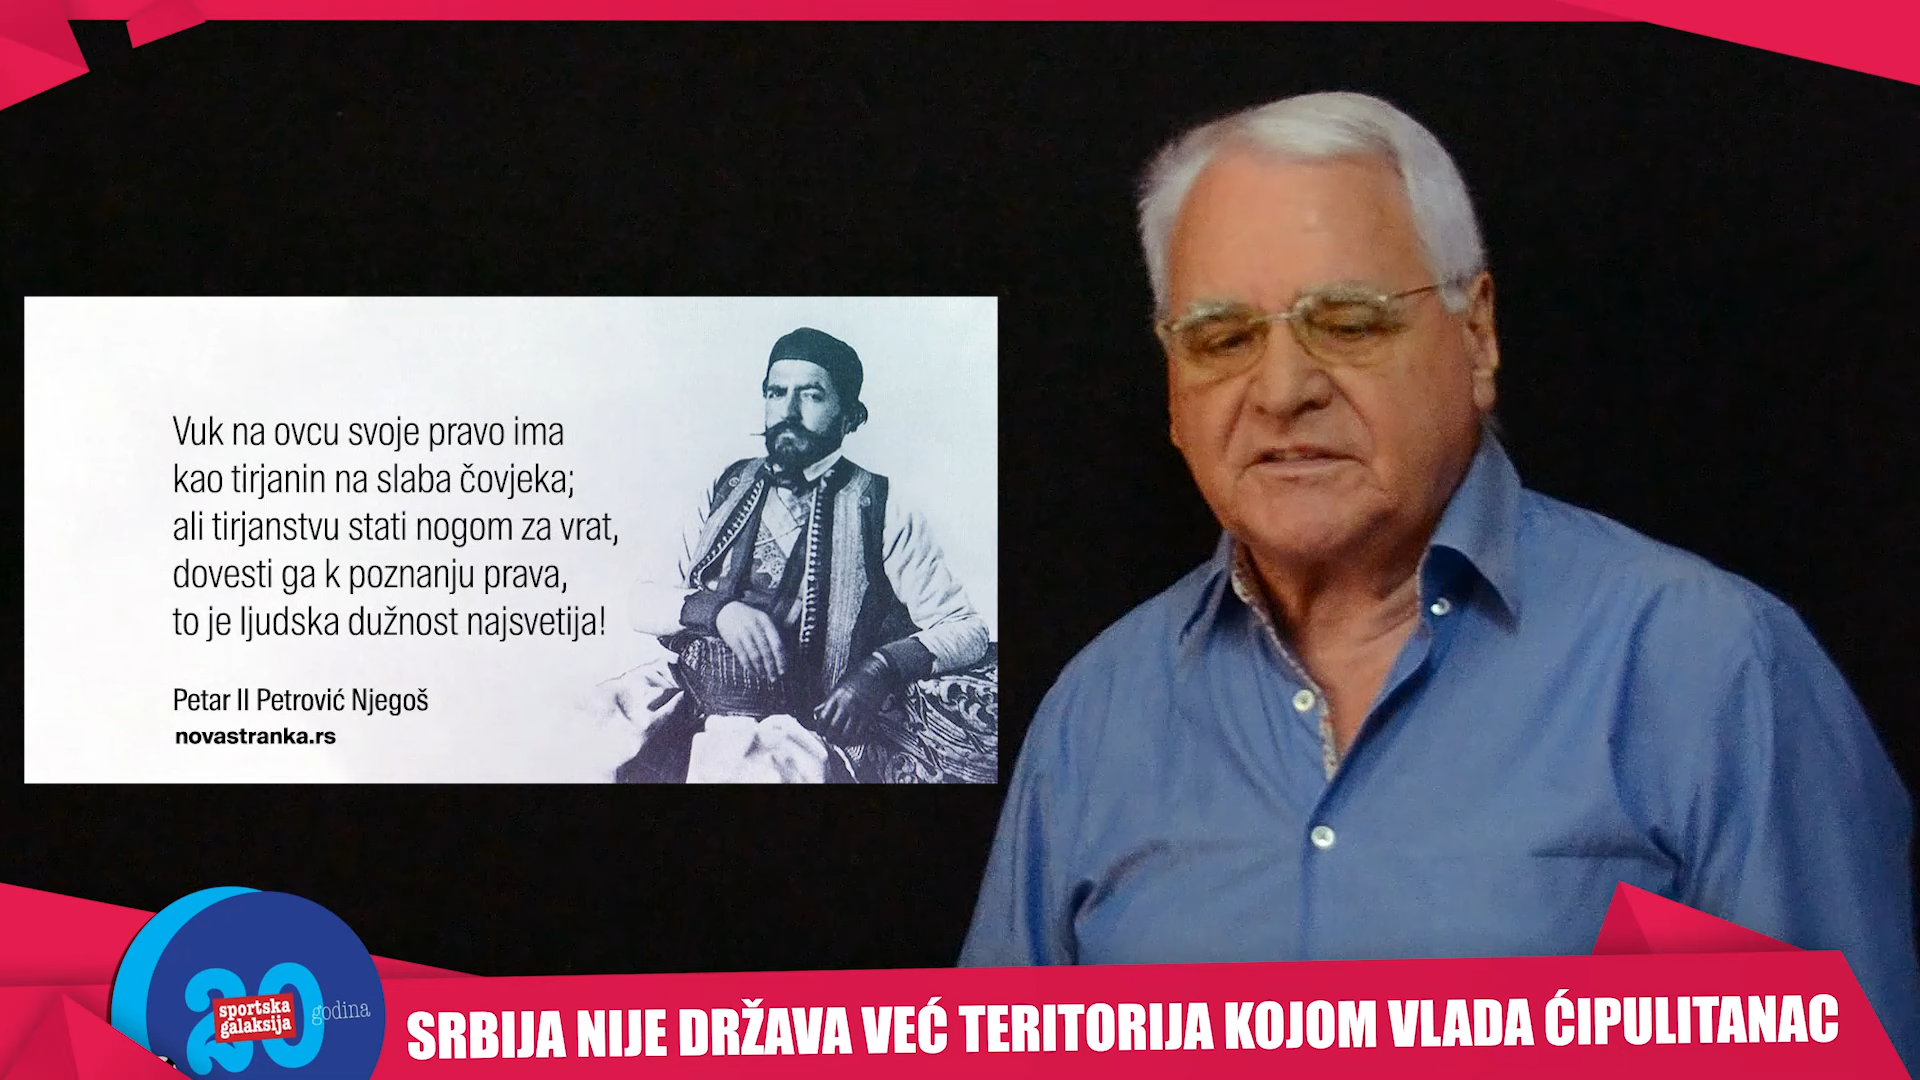 Vuk na ovcu svoje pravo ima
kao tirjanin na slaba čovjeka;
ali tirjanstvu stati nogom za vrat,
dovesti ga k poznanju prava,
to je ljudska dužnost najsvetija!
Petar II Petrović Njegoš
novastranka.rs
20
sportska
galaksija
godina
SRBIJA NIJE DRŽAVA VEĆ TERITORIJA KOJOM VLADA ĆIPULITANAC